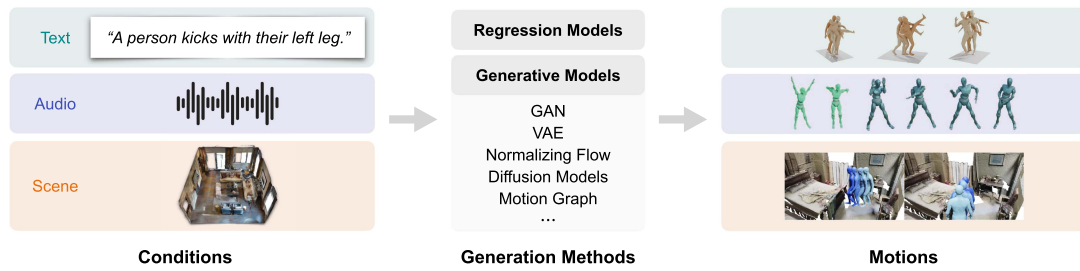 Text
“A person kicks with their left leg.”
Audio
Scene
Conditions
Regression Models
Generative Models
GAN
VAE
Normalizing Flow
Diffusion Models
Motion Graph
...
Generation Methods
Motions